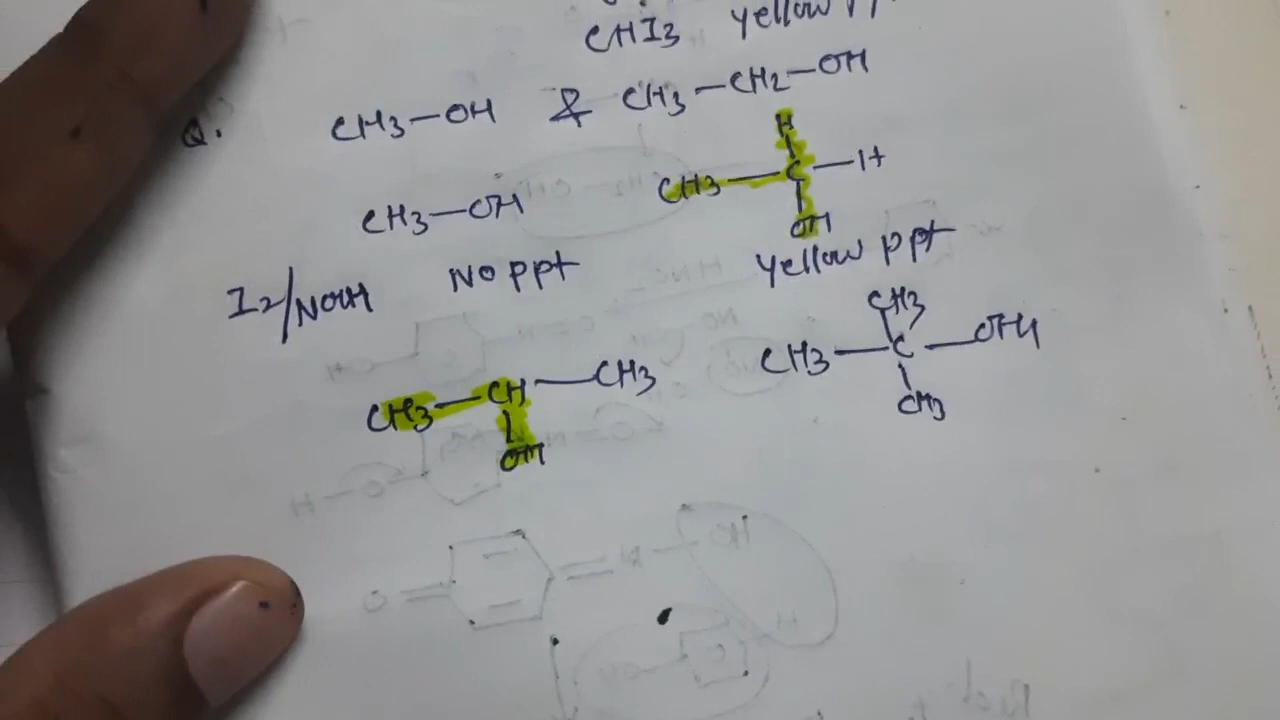 CHI3 yellow pp
Q. CH3-OH & CH3-CH2-OH
H
CH3-OH CH3-C-H
OH
I2/NaOH No ppt yellow ppt
CH3
CH3-CH-CH3 CH3-C-OH
OH CH3